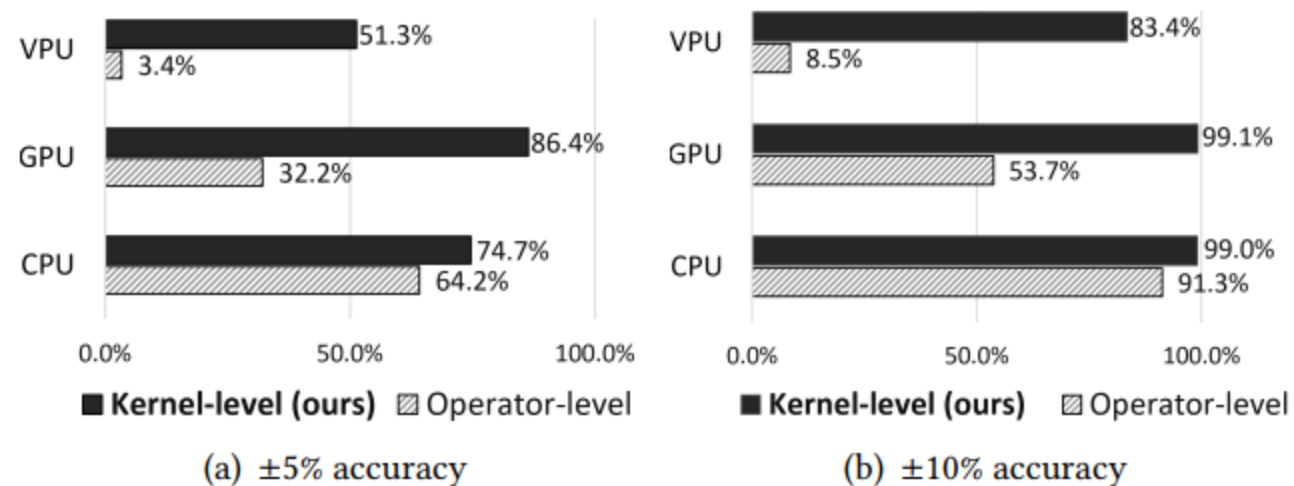 VPU
51.3%
3.4%
GPU
86.4%
32.2%
CPU
74.7%
64.2%
0.0% 50.0% 100.0%
Kernel-level (ours) Operator-level
(a) ±5% accuracy
VPU
83.4%
8.5%
GPU
99.1%
53.7%
CPU
99.0%
91.3%
0.0% 50.0% 100.0%
Kernel-level (ours) Operator-level
(b) ±10% accuracy